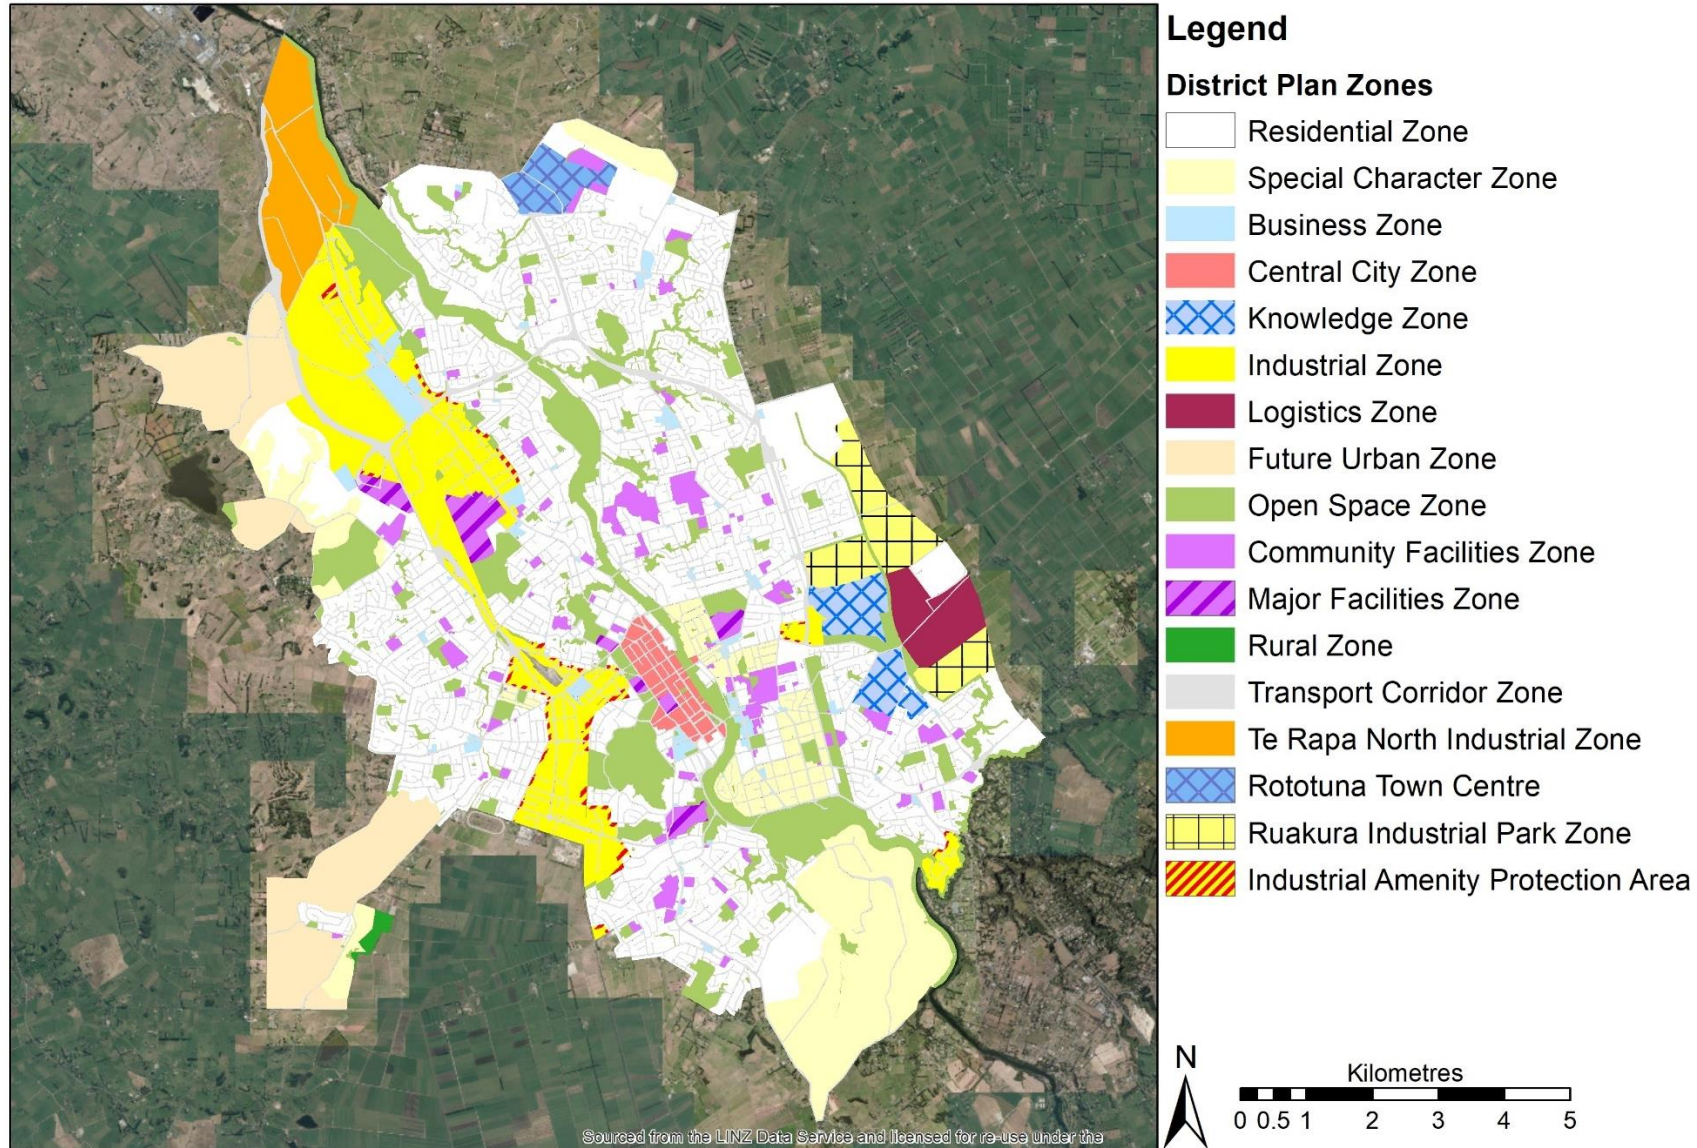 Legend
District Plan Zones
Residential Zone
Special Character Zone
Business Zone
Central City Zone
Knowledge Zone
Industrial Zone
Logistics Zone
Future Urban Zone
Open Space Zone
Community Facilities Zone
Major Facilities Zone
Rural Zone
Transport Corridor Zone
Te Rapa North Industrial Zone
Rototuna Town Centre
Ruakura Industrial Park Zone
Industrial Amenity Protection Area
N
Kilometres
0 0.5 1 2 3 4 5
Sourced from the LINZ Data Service and licensed for re-use under the